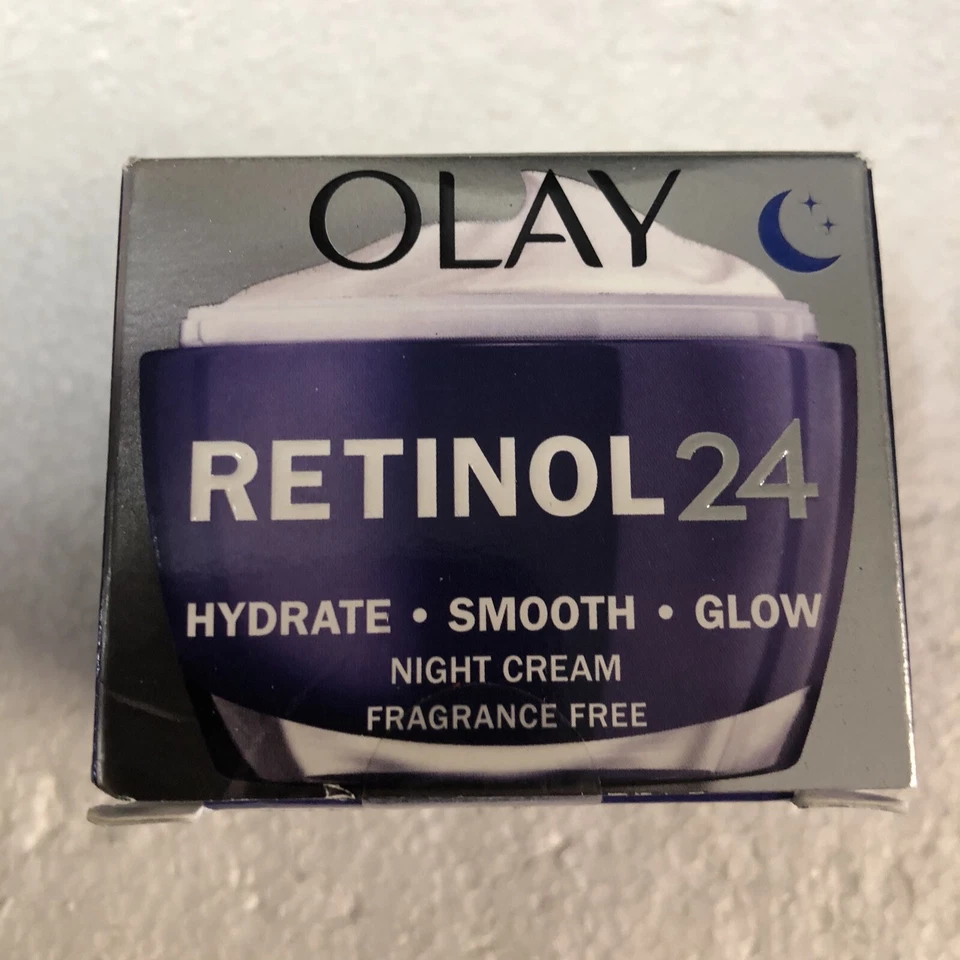 OLAY
RETINOL24
HYDRATE • SMOOTH • GLOW
NIGHT CREAM
FRAGRANCE FREE